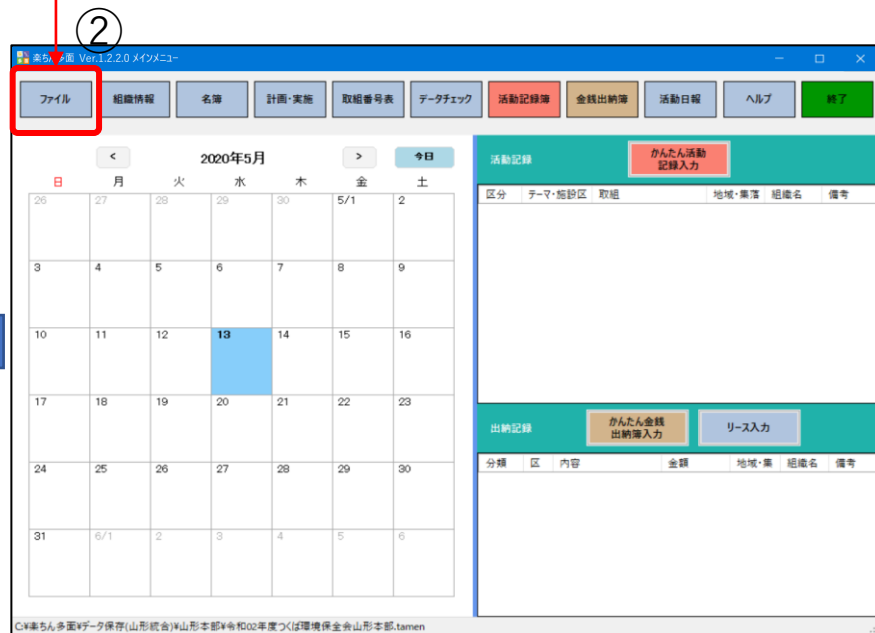 ②
楽ちん多面 Ver.1.2.2.0 メインメニュー
ファイル 組織情報 名簿 計画・実施 取組番号表 データチェック 活動記録簿 金銭出納簿 活動日報 ヘルプ 終了
< 2020年5月 > 今日
日 月 火 水 木 金 土
26 27 28 29 30 5/1 2
3 4 5 6 7 8 9
10 11 12 13 14 15 16
17 18 19 20 21 22 23
24 25 26 27 28 29 30
31 6/1 2 3 4 5 6
活動記録 かんたん活動
記録入力
区分 テーマ・施設区 取組 地域・集落 組織名 備考
出納記録 かんたん金銭
出納簿入力 リース入力
分類 区 内容 金額 地域・集 組織名 備考
C:¥楽ちん多面¥データ保存(山形統合)¥山形本部¥令和02年度つくば環境保全会山形本部.tamen